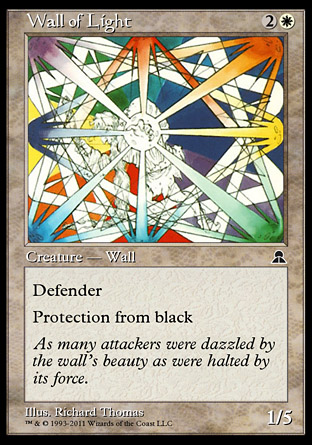 Wall of Light 2
Creature — Wall
Defender
Protection from black
As many attackers were dazzled by
the wall's beauty as were halted by
its force.
Illus. Richard Thomas
™ & © 1993-2011 Wizards of the Coast LLC
1/5